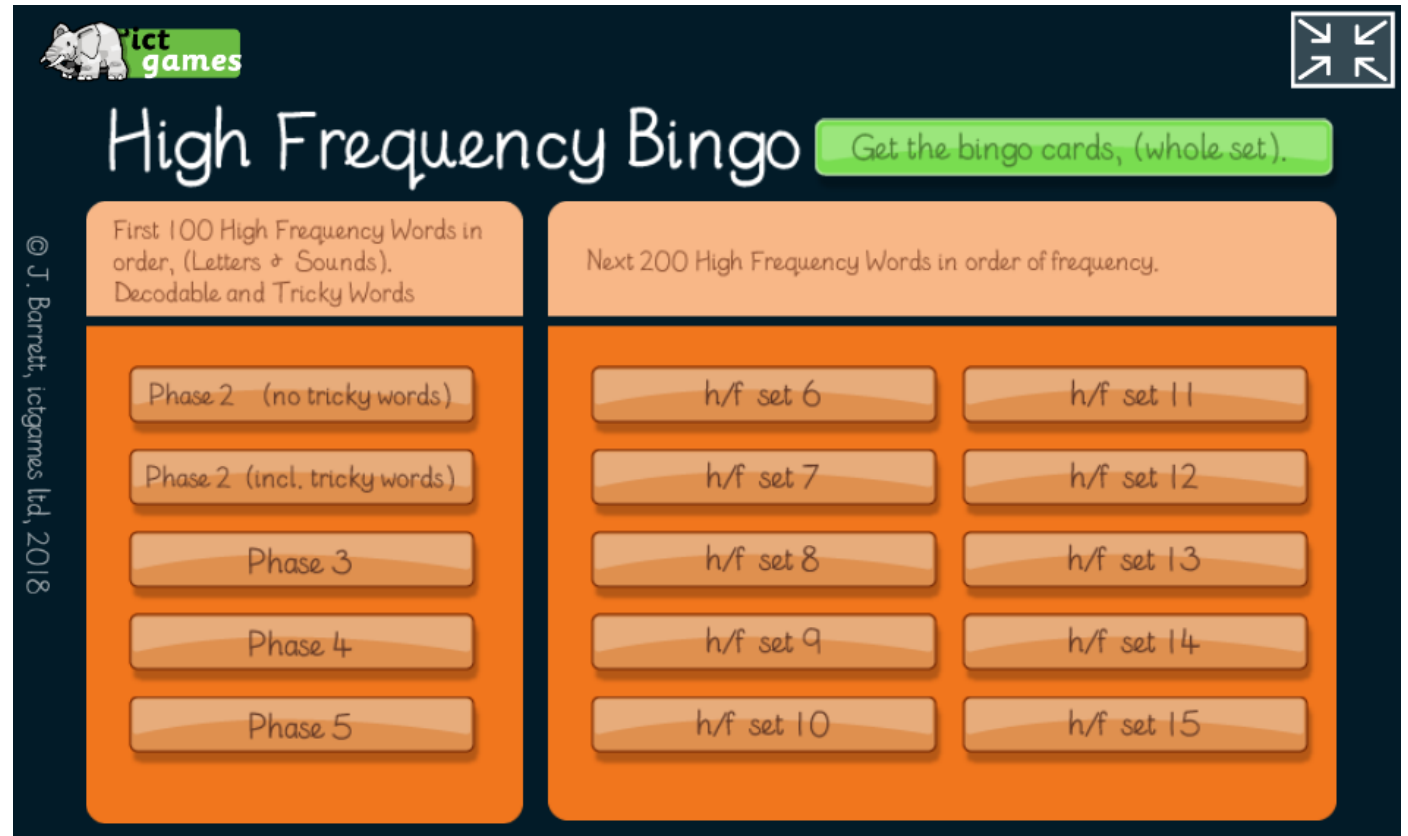 ict
games
High Frequency Bingo
Get the bingo cards, (whole set).
First 100 High Frequency Words in
order, (Letters & Sounds).
Decodable and Tricky Words
Next 200 High Frequency Words in order of frequency.
Phase 2 (no tricky words)
Phase 2 (incl. tricky words)
Phase 3
Phase 4
Phase 5
h/f set 6
h/f set 7
h/f set 8
h/f set 9
h/f set 10
h/f set 11
h/f set 12
h/f set 13
h/f set 14
h/f set 15
© J. Barrett, ictgames ltd, 2018